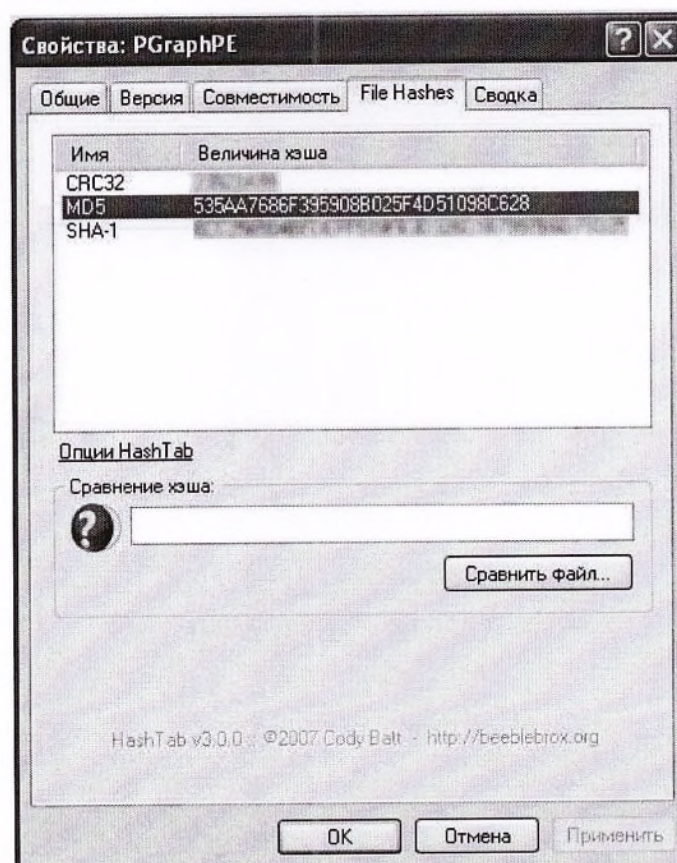 Свойства: PGraphPE
Общие Версия Совместимость File Hashes Сводка
Имя Величина хэша
CRC32
MD5 535AA7686F395908B025F4D51098C628
SHA-1
Опции HashTab
Сравнение хэша:
Сравнить файл...
HashTab v3.0.0 :: ©2007 Cody Batt - http://beeblebrox.org
OK Отмена Применить